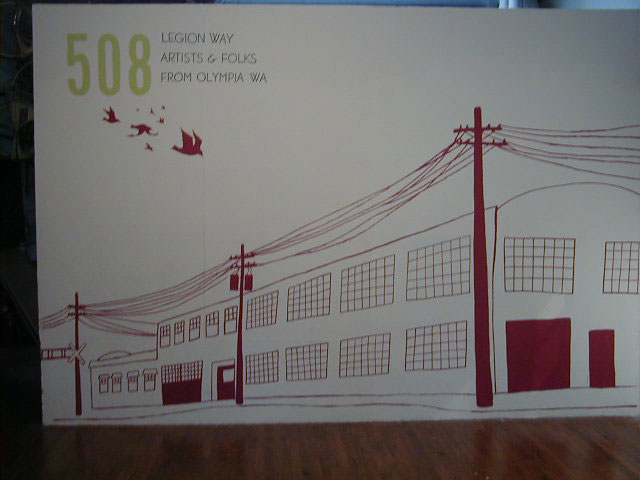 508
LEGION WAY
ARTISTS & FOLKS
FROM OLYMPIA WA